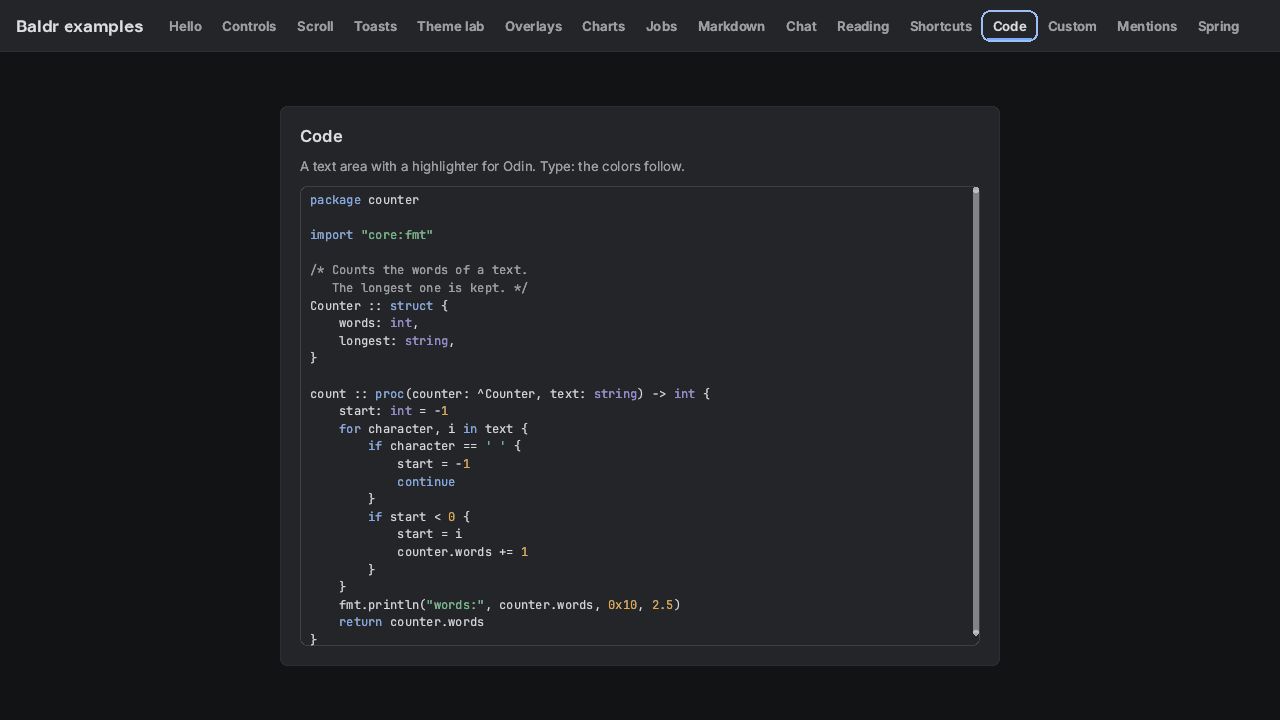 Baldr examples Hello Controls Scroll Toasts Theme lab Overlays Charts Jobs Markdown Chat Reading Shortcuts Code Custom Mentions Spring
Code
A text area with a highlighter for Odin. Type: the colors follow.
package counter

import "core:fmt"

/* Counts the words of a text.
   The longest one is kept. */
Counter :: struct {
    words: int,
    longest: string,
}

count :: proc(counter: ^Counter, text: string) -> int {
    start: int = -1
    for character, i in text {
        if character == ' ' {
            start = -1
            continue
        }
        if start < 0 {
            start = i
            counter.words += 1
        }
    }
    fmt.println("words:", counter.words, 0x10, 2.5)
    return counter.words
}